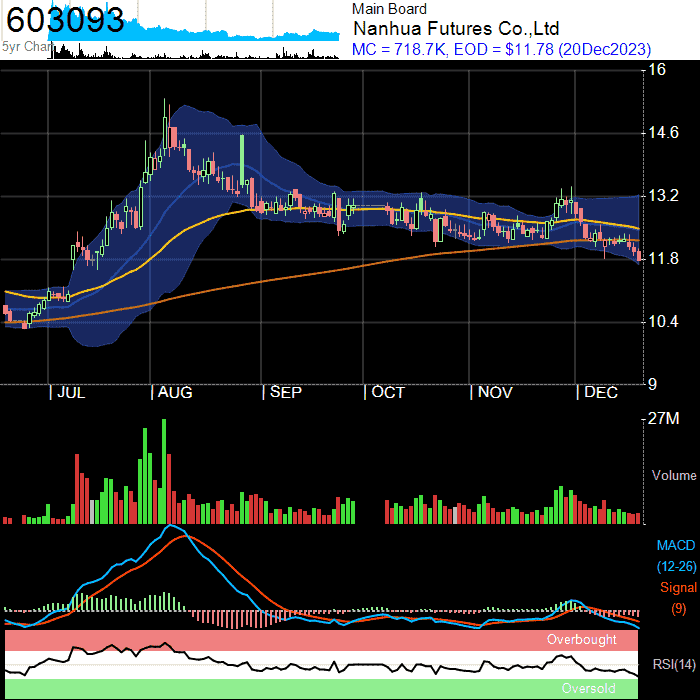 603093
5yr Chart
Main Board
Nanhua Futures Co.,Ltd
MC = 718.7K, EOD = $11.78 (20Dec2023)
16
14.6
13.2
11.8
10.4
9
| JUL | AUG | SEP | OCT | NOV | DEC
27M
Volume
MACD
(12-26)
Signal
(9)
Overbought
RSI(14)
Oversold